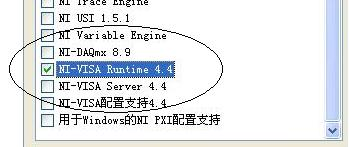 NI Trace Engine
NI USI 1.5.1
NI Variable Engine
NI-DAQmx 8.9
NI-VISA Runtime 4.4
NI-VISA Server 4.4
NI-VISA配置支持4.4
用于Windows的NI PXI配置支持